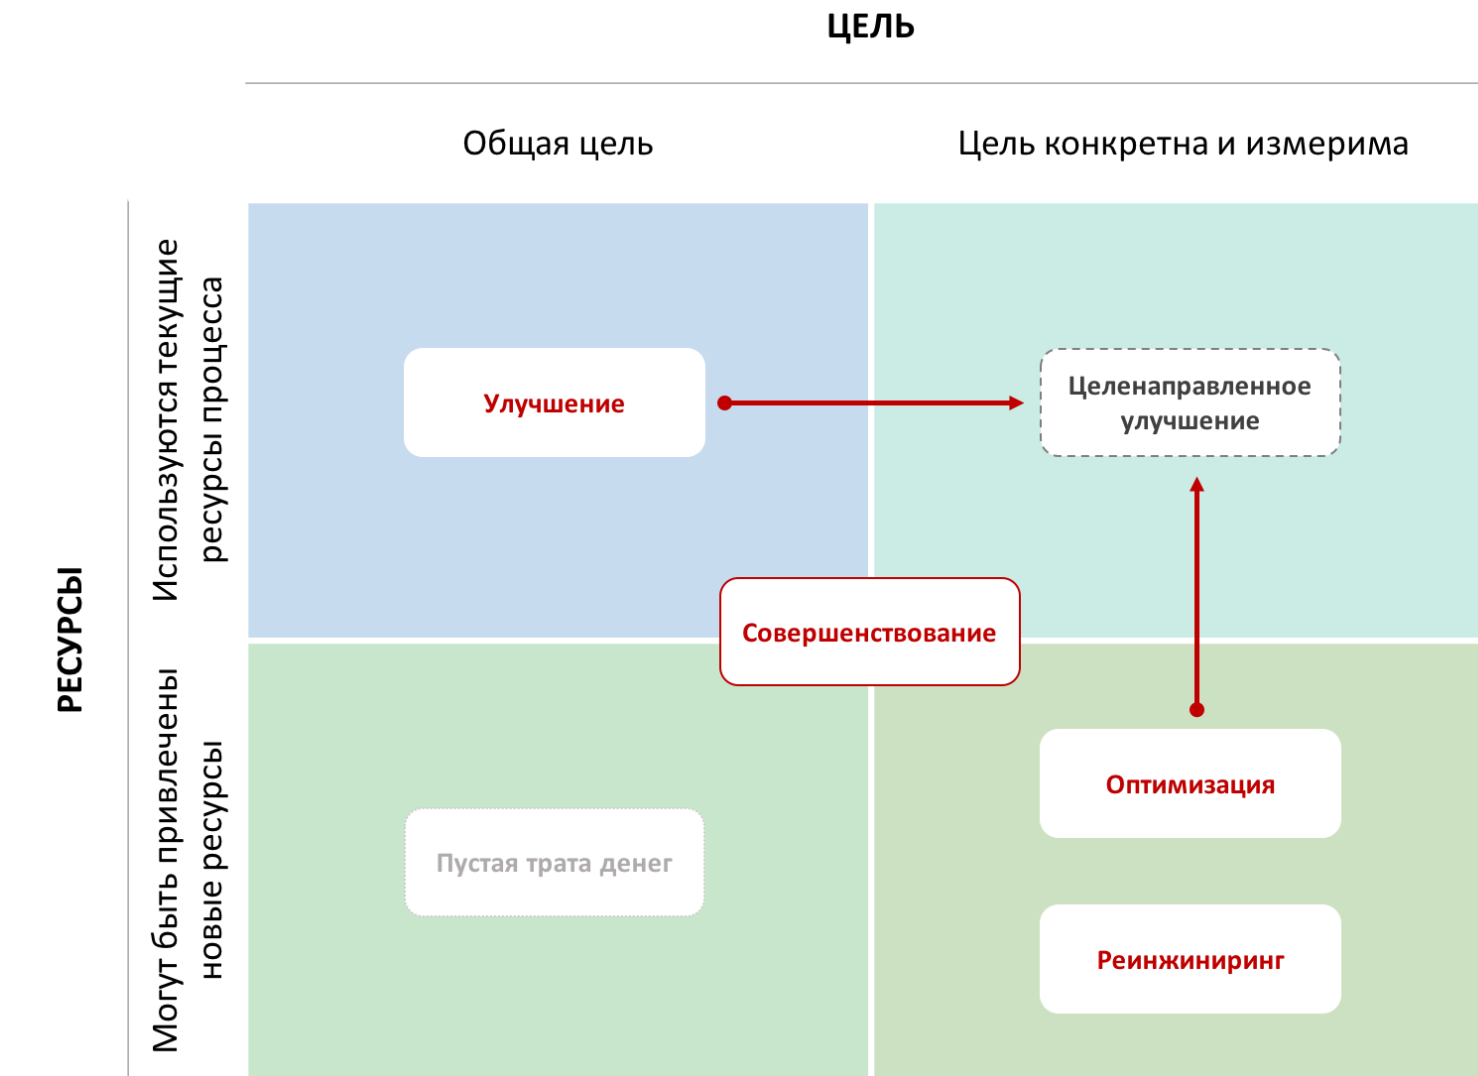 ЦЕЛЬ
Общая цель
Цель конкретна и измерима
РЕСУРСЫ
Используются текущие
ресурсы процесса
Улучшение
Целенаправленное
улучшение
Совершенствование
Могут быть привлечены
новые ресурсы
Пустая трата денег
Оптимизация
Реинжиниринг